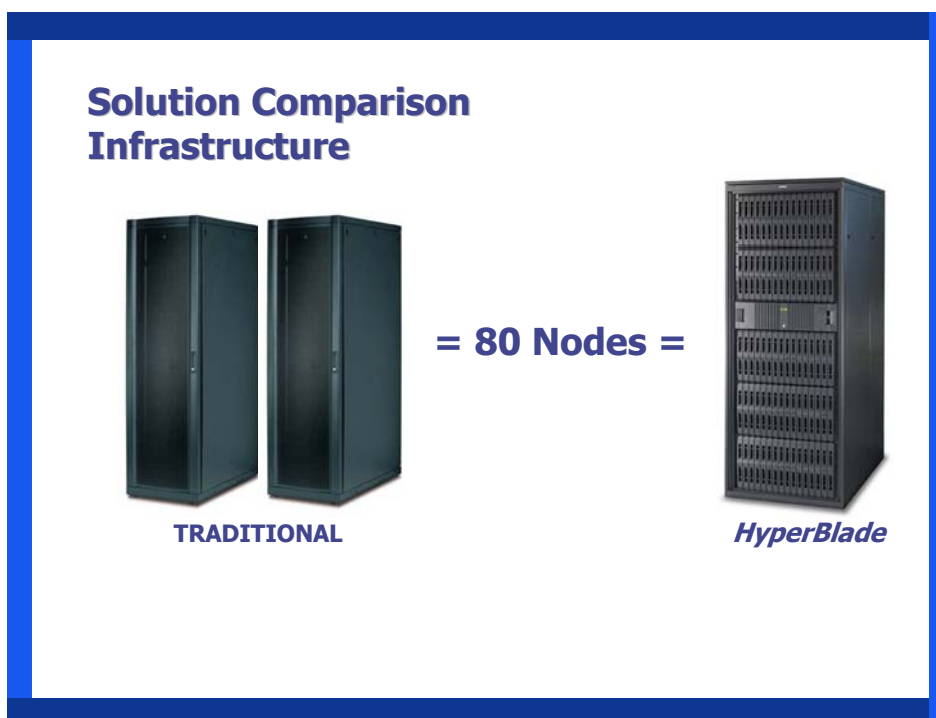 Solution Comparison
Infrastructure
= 80 Nodes =
TRADITIONAL
HyperBlade